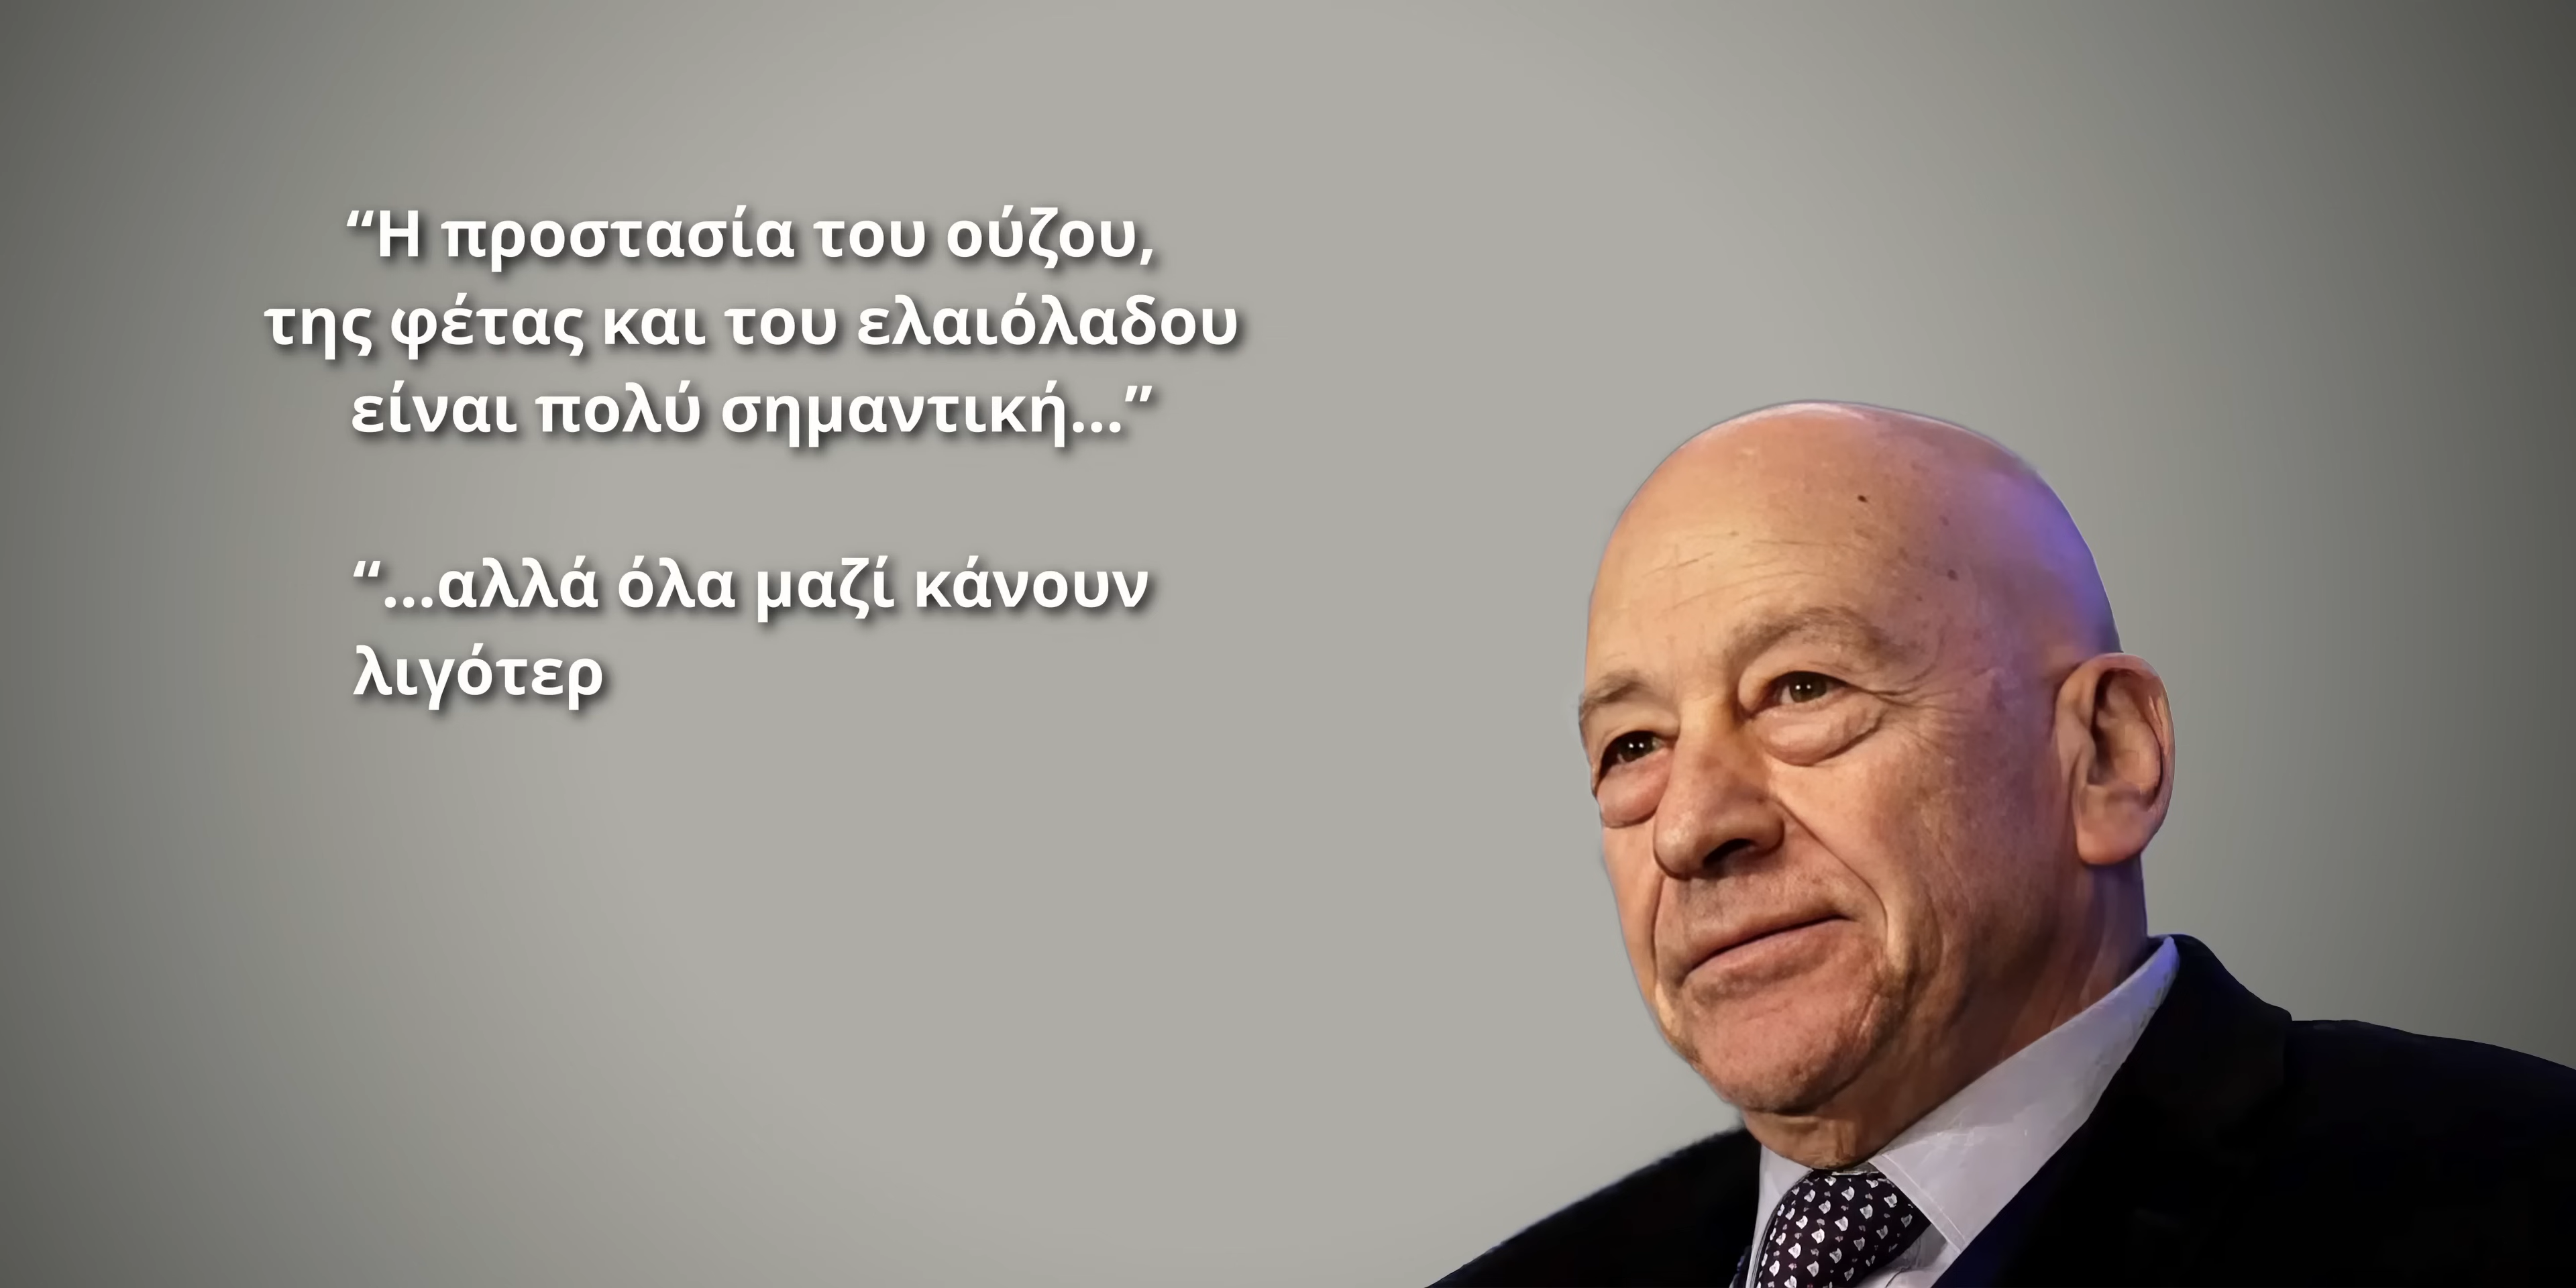 “Η προστασία του ούζου,
της φέτας και του ελαιόλαδου
είναι πολύ σημαντική...”
“...αλλά όλα μαζί κάνουν
λιγότερ